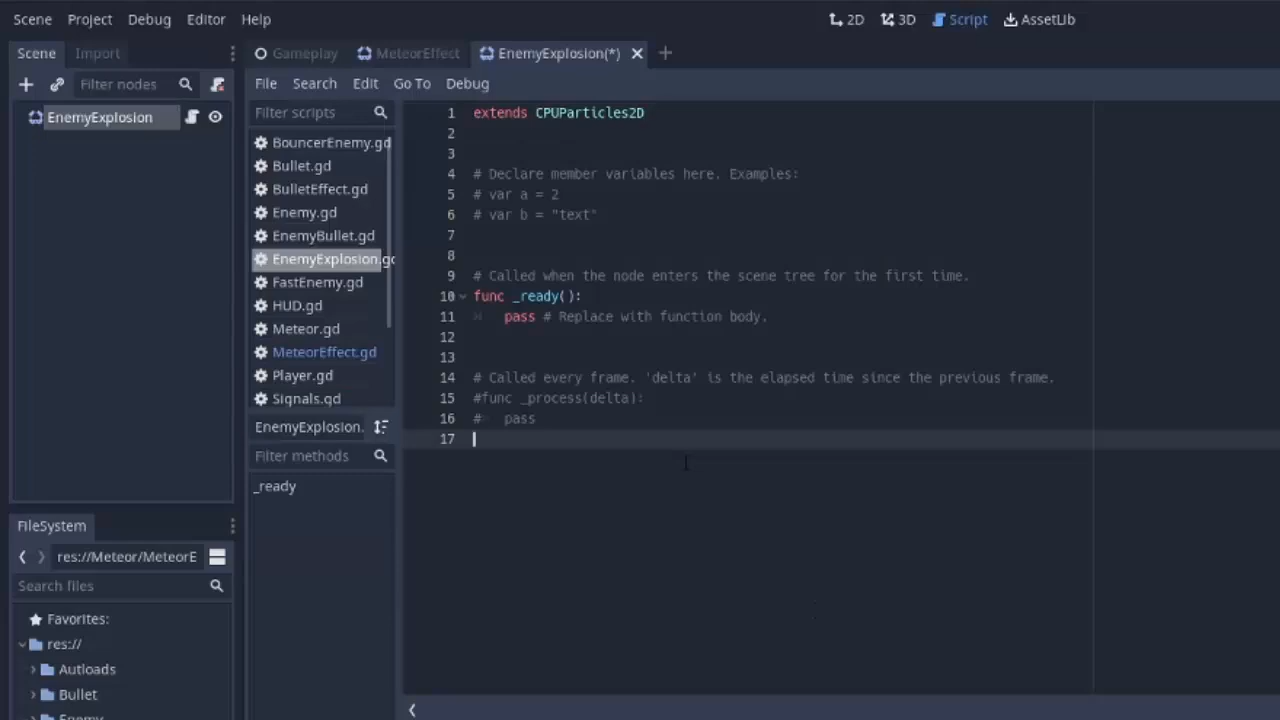 Scene Project Debug Editor Help
2D 3D Script AssetLib
Scene Import
Gameplay MeteorEffect EnemyExplosion(*)
Filter nodes
File Search Edit Go To Debug
EnemyExplosion
Filter scripts
BouncerEnemy.gd
Bullet.gd
BulletEffect.gd
Enemy.gd
EnemyBullet.gd
EnemyExplosion.gd
FastEnemy.gd
HUD.gd
Meteor.gd
MeteorEffect.gd
Player.gd
Signals.gd
EnemyExplosion.
Filter methods
_ready
1 extends CPUParticles2D
2
3
4 # Declare member variables here. Examples:
5 # var a = 2
6 # var b = "text"
7
8
9 # Called when the node enters the scene tree for the first time.
10 func _ready():
11 pass # Replace with function body.
12
13
14 # Called every frame. 'delta' is the elapsed time since the previous frame.
15 #func _process(delta):
16 # pass
17
FileSystem
res://Meteor/MeteorE
Search files
Favorites:
res://
Autloads
Bullet
Enemy